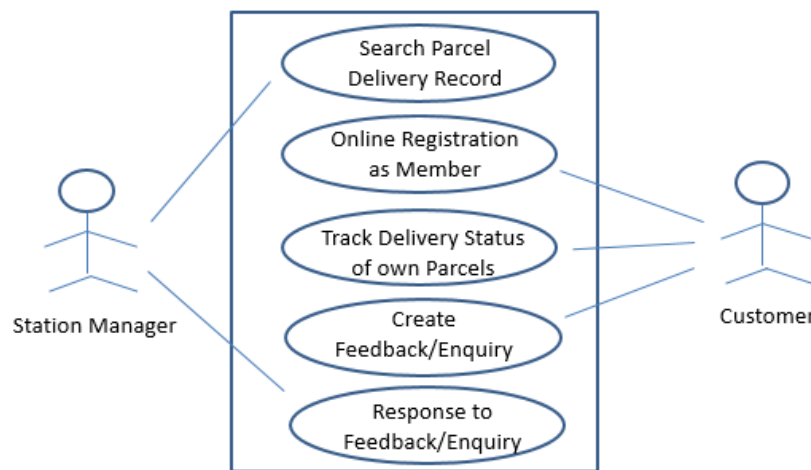 Search Parcel
Delivery Record
Online Registration
as Member
Track Delivery Status
of own Parcels
Station Manager
Customer
Create
Feedback/Enquiry
Response to
Feedback/Enquiry